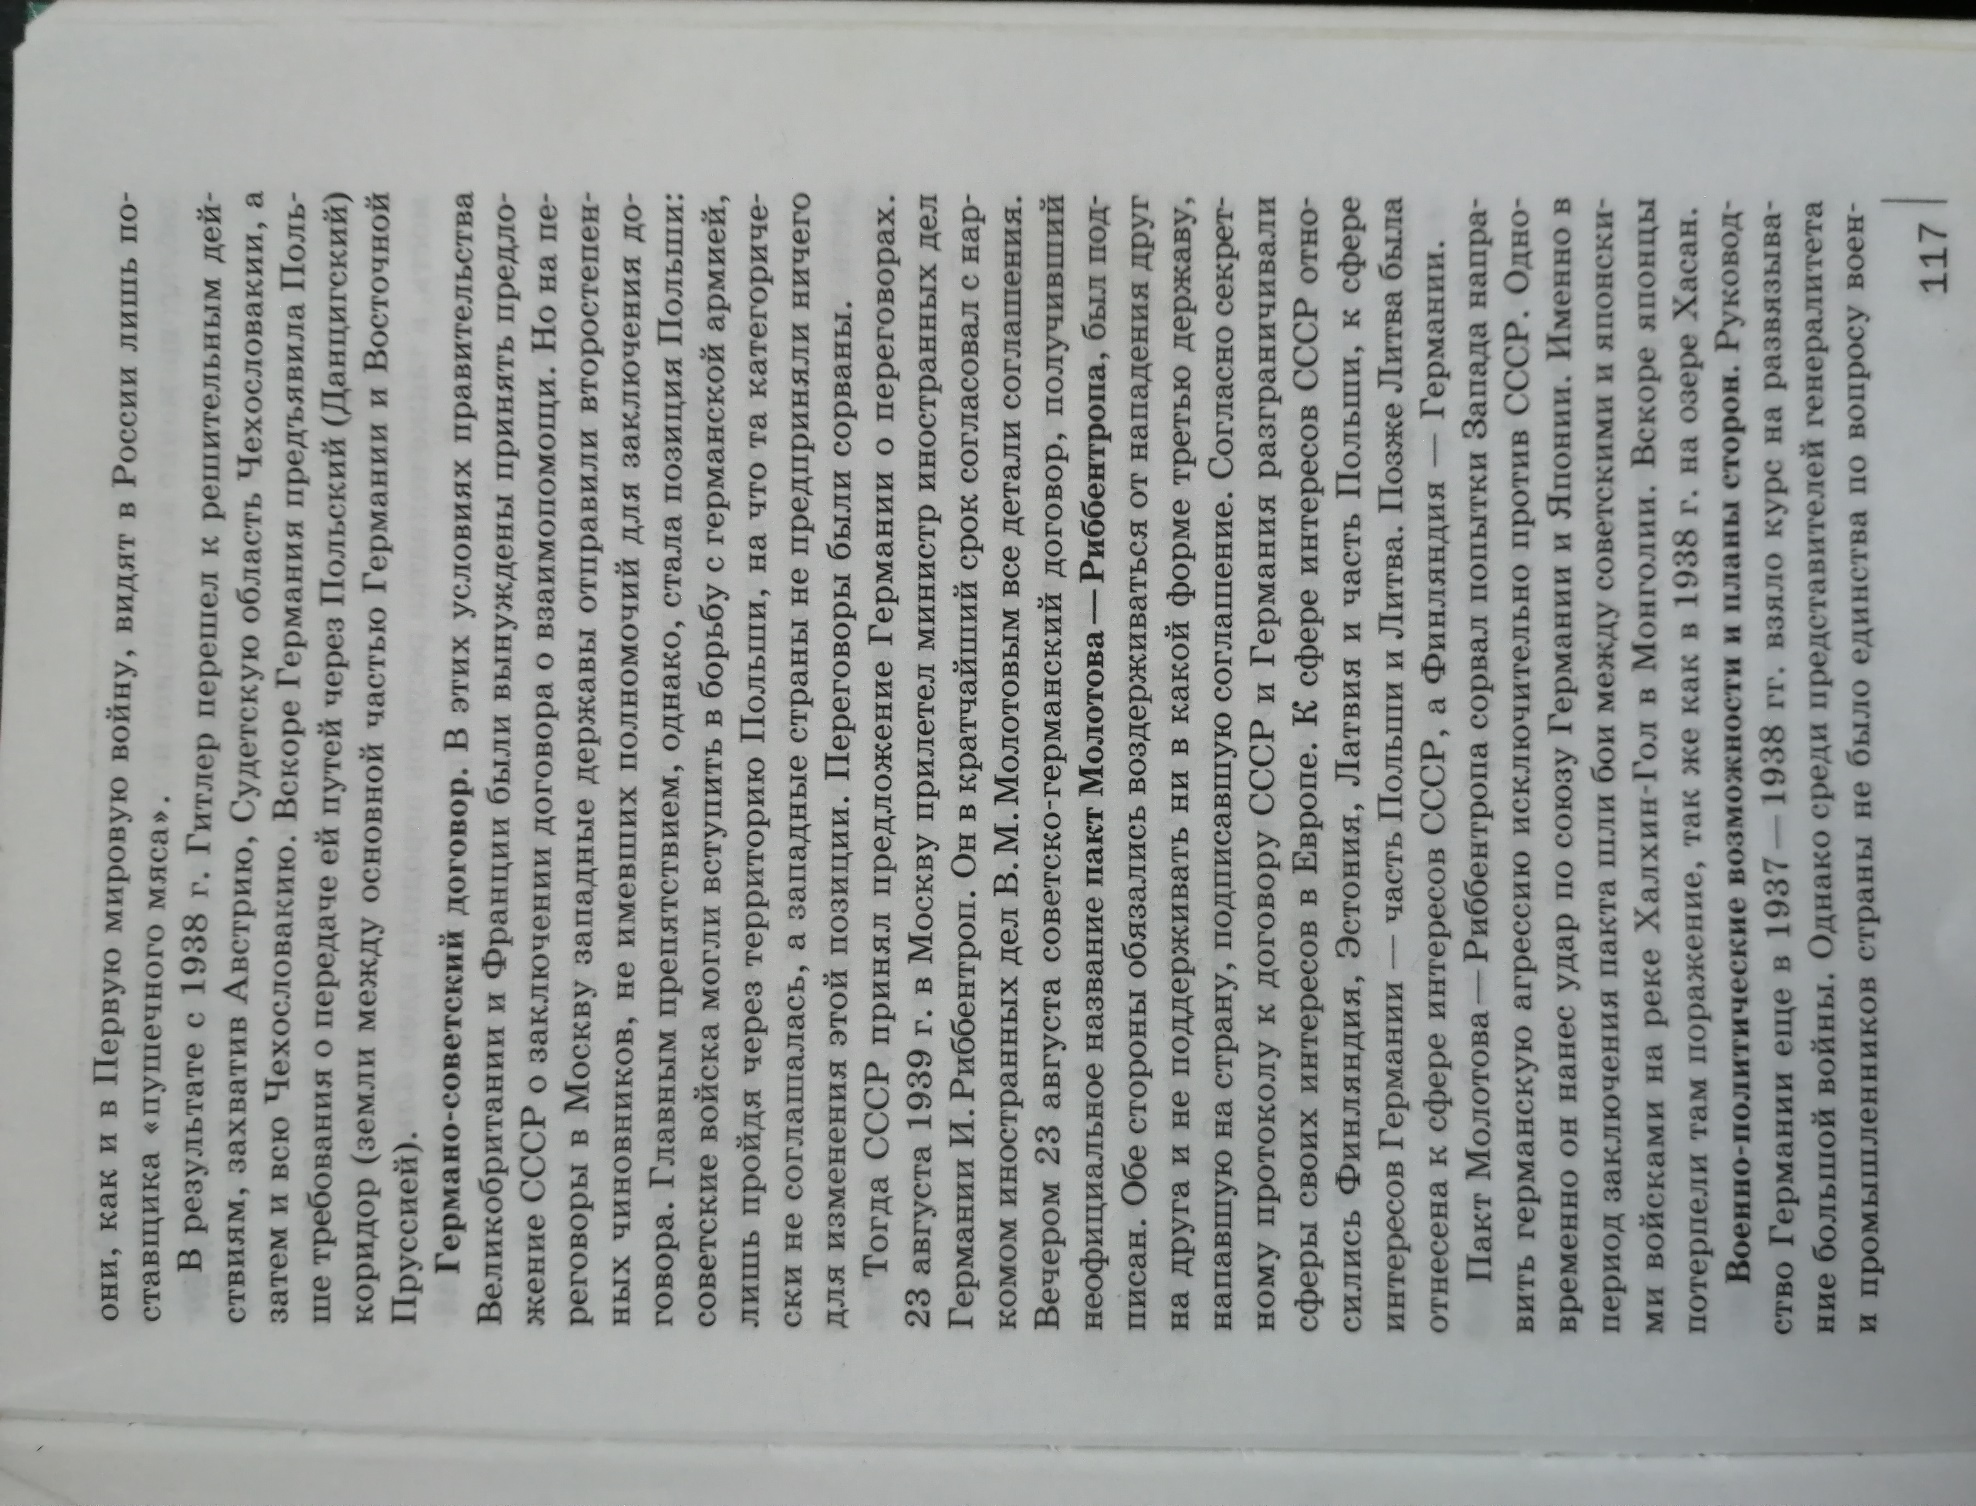 они, как и в Первую мировую войну, видят в России лишь по-
ставщика «пушечного мяса».
В результате с 1938 г. Гитлер перешел к решительным дей-
ствиям, захватив Австрию, Судетскую область Чехословакии, а
затем и всю Чехословакию. Вскоре Германия предъявила Поль-
ше требования о передаче ей путей через Польский (Данцигский)
коридор (земли между основной частью Германии и Восточной
Пруссией).
Германо-советский договор. В этих условиях правительства
Великобритании и Франции были вынуждены принять предло-
жение СССР о заключении договора о взаимопомощи. Но на пе-
реговоры в Москву западные державы отправили второстепен-
ных чиновников, не имевших полномочий для заключения до-
говора. Главным препятствием, однако, стала позиция Польши:
советские войска могли вступить в борьбу с германской армией,
лишь пройдя через территорию Польши, на что та категориче-
ски не соглашалась, а западные страны не предприняли ничего
для изменения этой позиции. Переговоры были сорваны.
Тогда СССР принял предложение Германии о переговорах.
23 августа 1939 г. в Москву прилетел министр иностранных дел
Германии И. Риббентроп. Он в кратчайший срок согласовал с нар-
комом иностранных дел В. М. Молотовым все детали соглашения.
Вечером 23 августа советско-германский договор, получивший
неофициальное название пакт Молотова — Риббентропа, был под-
писан. Обе стороны обязались воздерживаться от нападения друг
на друга и не поддерживать ни в какой форме третью державу,
напавшую на страну, подписавшую соглашение. Согласно секрет-
ному протоколу к договору СССР и Германия разграничивали
сферы своих интересов в Европе. К сфере интересов СССР отно-
сились Финляндия, Эстония, Латвия и часть Польши, к сфере
интересов Германии — часть Польши и Литва. Позже Литва была
отнесена к сфере интересов СССР, а Финляндия — Германии.
Пакт Молотова — Риббентропа сорвал попытки Запада напра-
вить германскую агрессию исключительно против СССР. Одно-
временно он нанес удар по союзу Германии и Японии. Именно в
период заключения пакта шли бои между советскими и японски-
ми войсками на реке Халхин-Гол в Монголии. Вскоре японцы
потерпели там поражение, так же как в 1938 г. на озере Хасан.
Военно-политические возможности и планы сторон. Руковод-
ство Германии еще в 1937—1938 гг. взяло курс на развязыва-
ние большой войны. Однако среди представителей генералитета
и промышленников страны не было единства по вопросу воен-
117